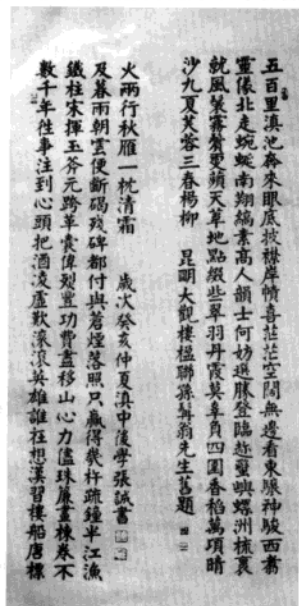 五百里滇池奔來眼底披襟岸幘喜茫茫空闊無邊看東驤神駿西翥
靈儀北走蜿蜒南翔縞素高人韻士何妨選勝登臨趁蟹嶼螺洲梳裹
就風鬟霧鬢更蘋天葦地點綴些翠羽丹霞莫辜負四圍香稻萬頃晴
沙九夏芙蓉三春楊柳 昆明大觀樓楹聯孫髯翁先生舊題
數千年往事注到心頭把酒凌虛歎滾滾英雄誰在想漢習樓船唐標
鐵柱宋揮玉斧元跨革囊偉烈豐功費盡移山心力儘珠簾畫棟卷不
及暮雨朝雲便斷碣殘碑都付與蒼煙落照只贏得幾杵疏鐘半江漁
火兩行秋雁一枕清霜 歲次癸亥仲夏滇中後學張誠書